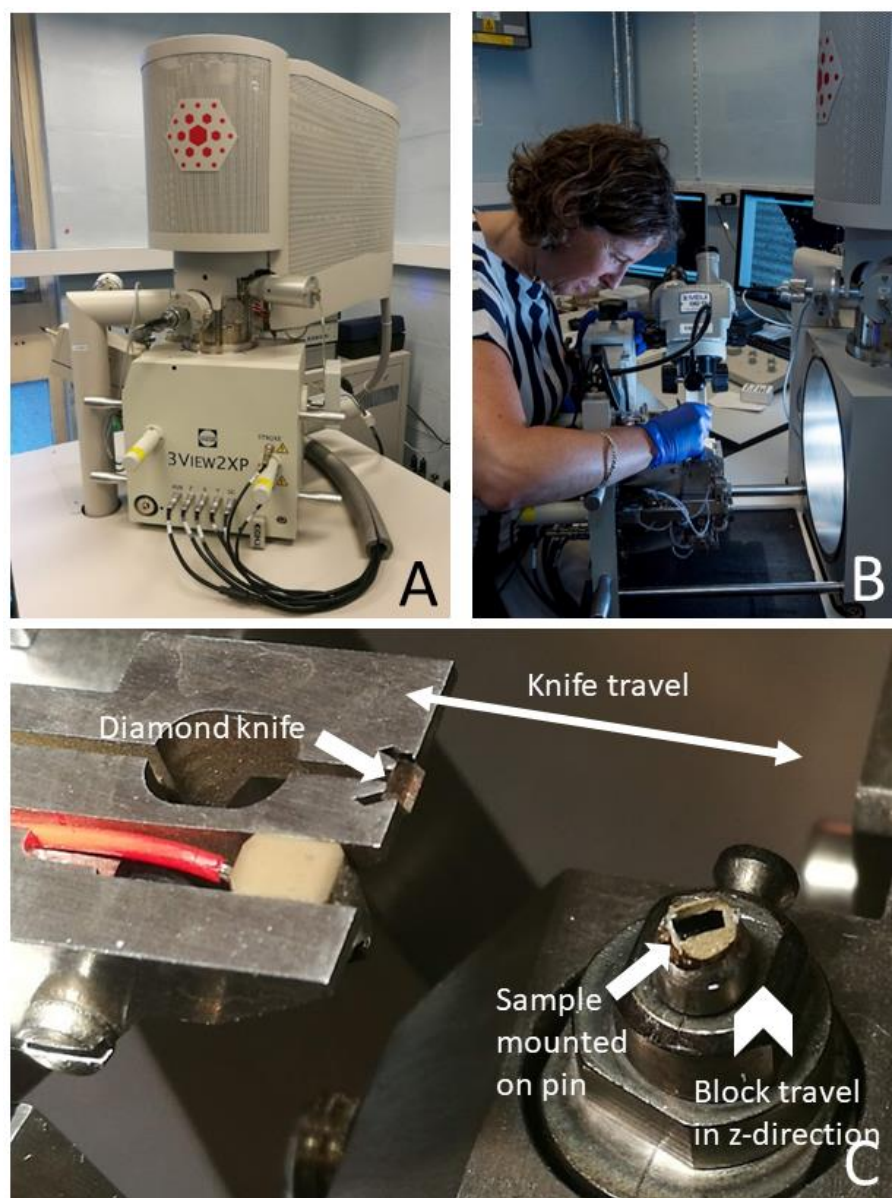 3VIEW2XP
A
B
Knife travel
Diamond knife
Sample
mounted
on pin
Block travel
in z-direction
C